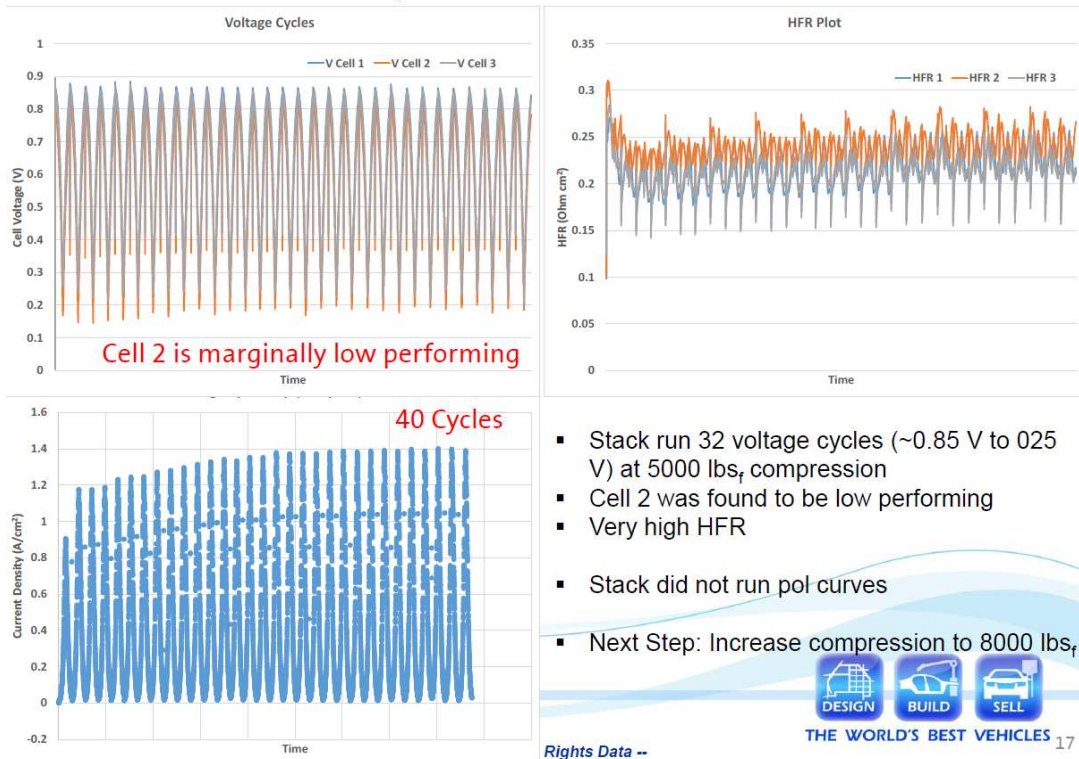 Voltage Cycles
V Cell 1 V Cell 2 V Cell 3
1
0.9
0.8
0.7
0.6
0.5
0.4
0.3
0.2
0.1
0
Cell Voltage (V)
Cell 2 is marginally low performing
Time
HFR Plot
HFR 1 HFR 2 HFR 3
0.35
0.3
0.25
0.2
0.15
0.1
0.05
0
HFR (Ohm cm²)
Time
40 Cycles
1.6
1.4
1.2
1
0.8
0.6
0.4
0.2
0
-0.2
Current Density (A/cm²)
Time
▪ Stack run 32 voltage cycles (~0.85 V to 025
V) at 5000 lbsf compression
▪ Cell 2 was found to be low performing
▪ Very high HFR
▪ Stack did not run pol curves
▪ Next Step: Increase compression to 8000 lbsf
DESIGN BUILD SELL
THE WORLD'S BEST VEHICLES
17
Rights Data --